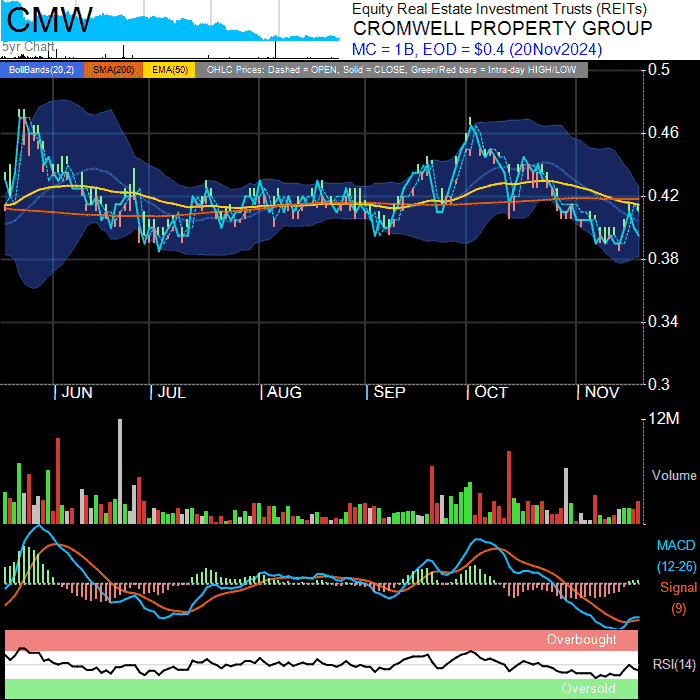 CMW
5yr Chart
Equity Real Estate Investment Trusts (REITs)
CROMWELL PROPERTY GROUP
MC = 1B, EOD = $0.4 (20Nov2024)
BollBands(20,2) SMA(200) EMA(50) OHLC Prices: Dashed = OPEN, Solid = CLOSE, Green/Red bars = Intra-day HIGH/LOW
0.5
0.46
0.42
0.38
0.34
0.3
JUN JUL AUG SEP OCT NOV
12M
Volume
MACD
(12-26)
Signal
(9)
Overbought
RSI(14)
Oversold